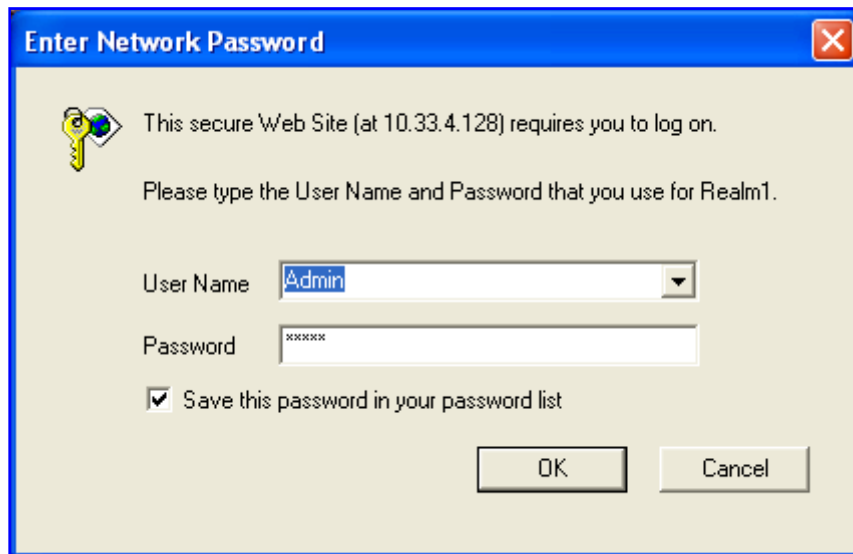 Enter Network Password
This secure Web Site (at 10.33.4.128) requires you to log on.
Please type the User Name and Password that you use for Realm1.
User Name Admin
Password *****
Save this password in your password list
OK Cancel